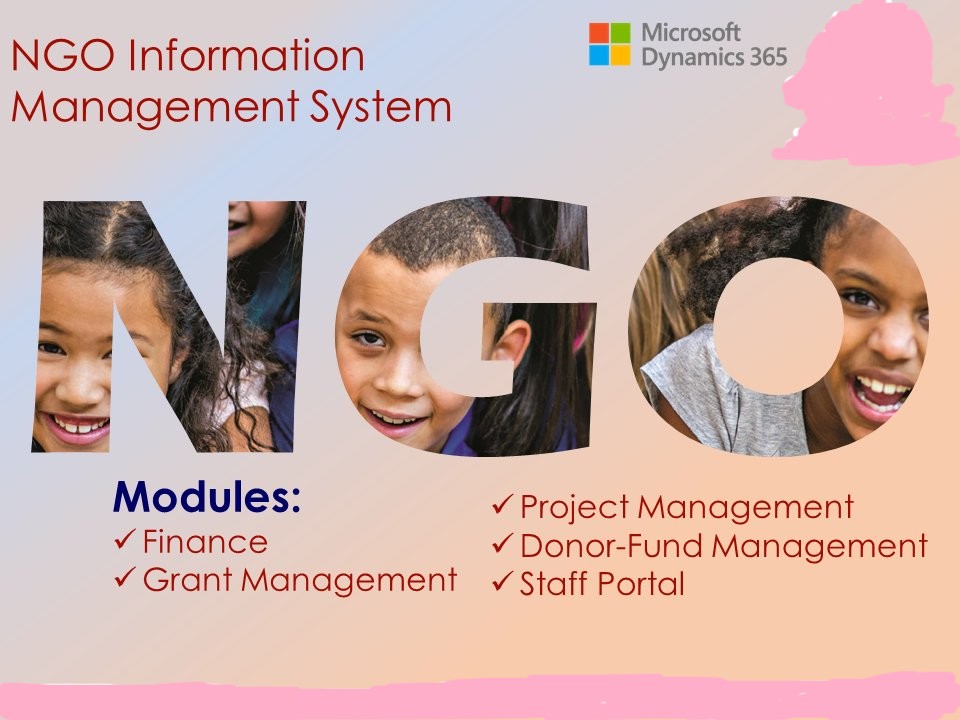 NGO Information
Management System
Microsoft
Dynamics 365
NGO
Modules:
✓ Finance
✓ Grant Management
✓ Project Management
✓ Donor-Fund Management
✓ Staff Portal